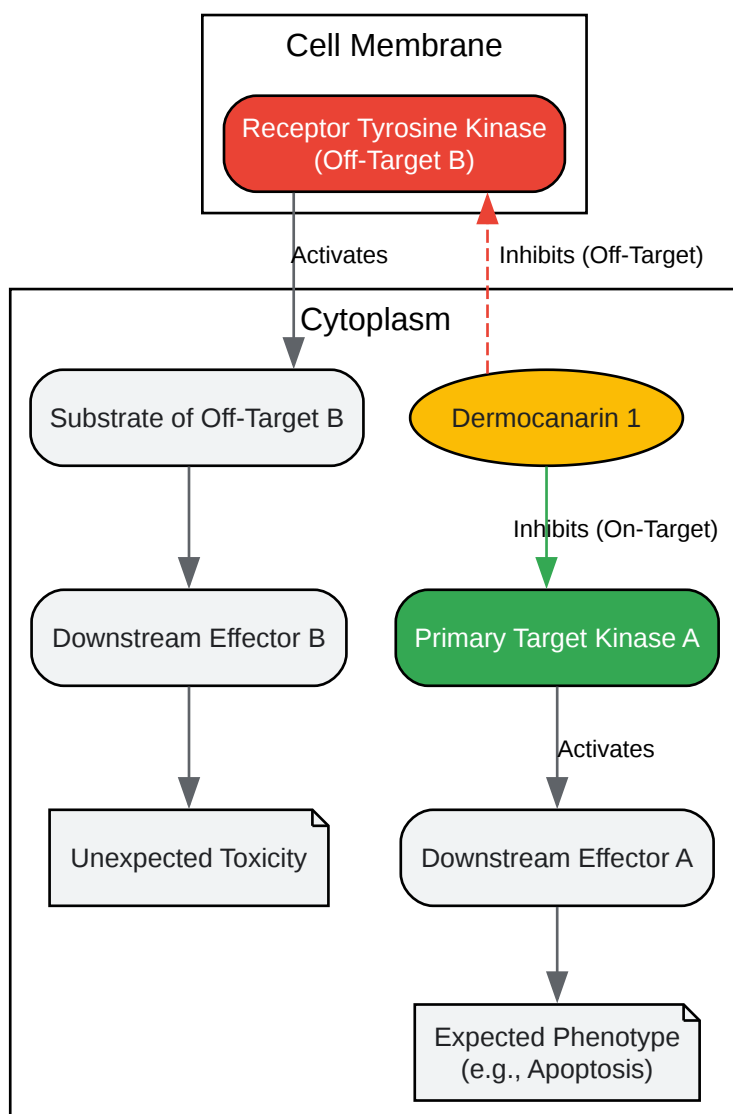 Cell Membrane
Receptor Tyrosine Kinase
(Off-Target B)
Activates
Inhibits (Off-Target)
Cytoplasm
Substrate of Off-Target B
Dermocanarin 1
Inhibits (On-Target)
Downstream Effector B
Primary Target Kinase A
Activates
Unexpected Toxicity
Downstream Effector A
Expected Phenotype
(e.g., Apoptosis)